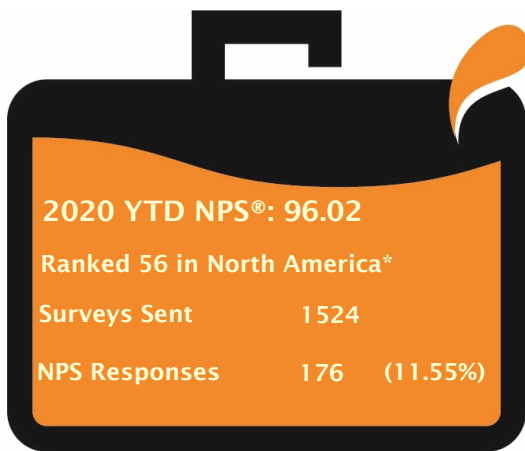 2020 YTD NPS®: 96.02
Ranked 56 in North America*
Surveys Sent 1524
NPS Responses 176 (11.55%)